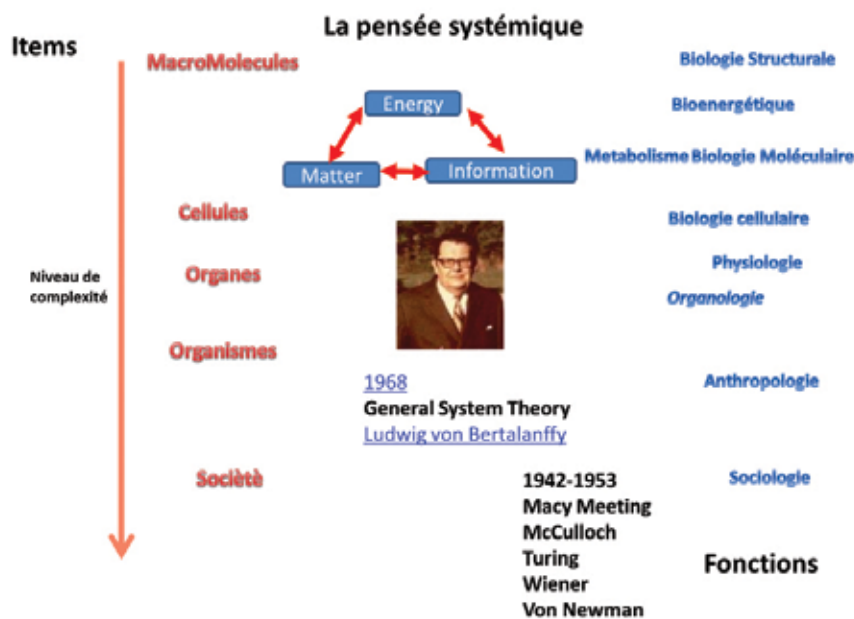 La pensée systémique
Items
MacroMolecules
Biologie Structurale
Energy
Bioenergétique
Matter
Information
Metabolisme Biologie Moléculaire
Cellules
Biologie cellulaire
Niveau de
complexité
Organes
Physiologie
Organologie
Organismes
1968
General System Theory
Ludwig von Bertalanffy
Anthropologie
Sociètè
1942-1953
Macy Meeting
McCulloch
Turing
Wiener
Von Newman
Sociologie
Fonctions